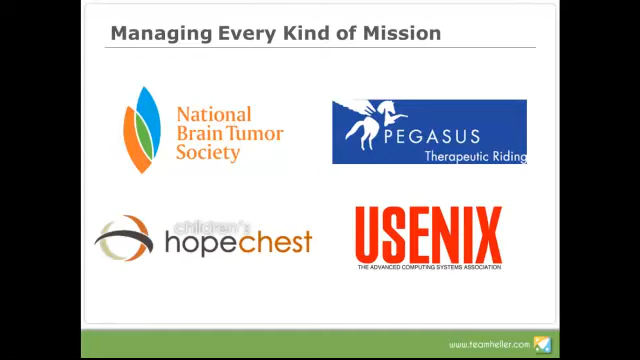 Managing Every Kind of Mission
National
Brain Tumor
Society
PEGASUS
Therapeutic Riding
children's
hopechest
USENIX
THE ADVANCED COMPUTING SYSTEMS ASSOCIATION
www.teamheller.com